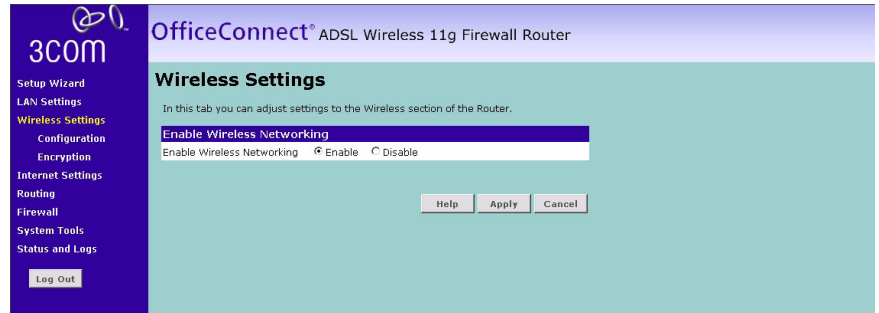 3COM
OfficeConnect® ADSL Wireless 11g Firewall Router
Setup Wizard
LAN Settings
Wireless Settings
Configuration
Encryption
Internet Settings
Routing
Firewall
System Tools
Status and Logs
Log Out
Wireless Settings
In this tab you can adjust settings to the Wireless section of the Router.
Enable Wireless Networking
Enable Wireless Networking Enable Disable
Help Apply Cancel